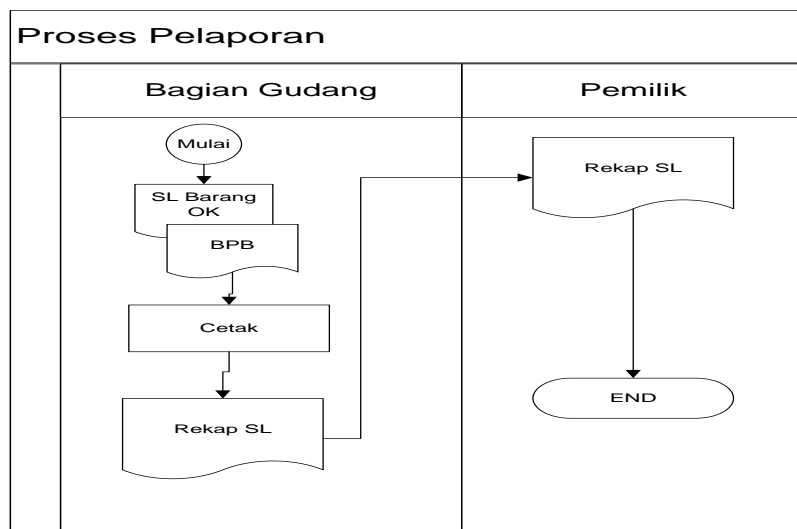 Proses Pelaporan
Bagian Gudang
Pemilik
Mulai
SL Barang
OK
BPB
Cetak
Rekap SL
Rekap SL
END